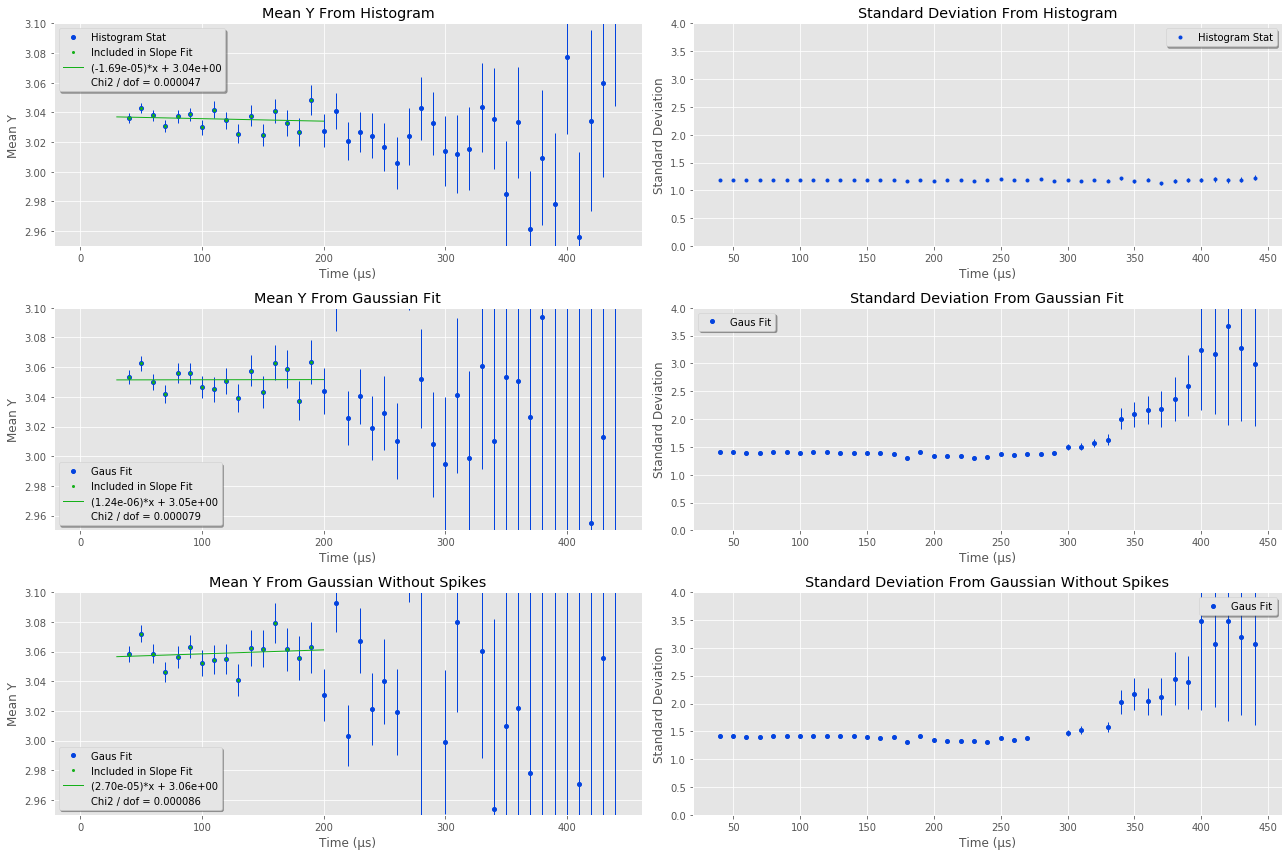 Mean Y From Histogram
3.10
3.08
3.06
3.04
3.02
3.00
2.98
2.96
Mean Y
Histogram Stat
Included in Slope Fit
(-1.69e-05)*x + 3.04e+00
Chi2 / dof = 0.000047
0
100
200
300
400
Time (µs)
Standard Deviation From Histogram
4.0
3.5
3.0
2.5
2.0
1.5
1.0
0.5
0.0
Standard Deviation
Histogram Stat
50
100
150
200
250
300
350
400
450
Time (µs)
Mean Y From Gaussian Fit
3.10
3.08
3.06
3.04
3.02
3.00
2.98
2.96
Mean Y
Gaus Fit
Included in Slope Fit
(1.24e-06)*x + 3.05e+00
Chi2 / dof = 0.000079
0
100
200
300
400
Time (µs)
Standard Deviation From Gaussian Fit
4.0
3.5
3.0
2.5
2.0
1.5
1.0
0.5
0.0
Standard Deviation
Gaus Fit
50
100
150
200
250
300
350
400
450
Time (µs)
Mean Y From Gaussian Without Spikes
3.10
3.08
3.06
3.04
3.02
3.00
2.98
2.96
Mean Y
Gaus Fit
Included in Slope Fit
(2.70e-05)*x + 3.06e+00
Chi2 / dof = 0.000086
0
100
200
300
400
Time (µs)
Standard Deviation From Gaussian Without Spikes
4.0
3.5
3.0
2.5
2.0
1.5
1.0
0.5
0.0
Standard Deviation
Gaus Fit
50
100
150
200
250
300
350
400
450
Time (µs)